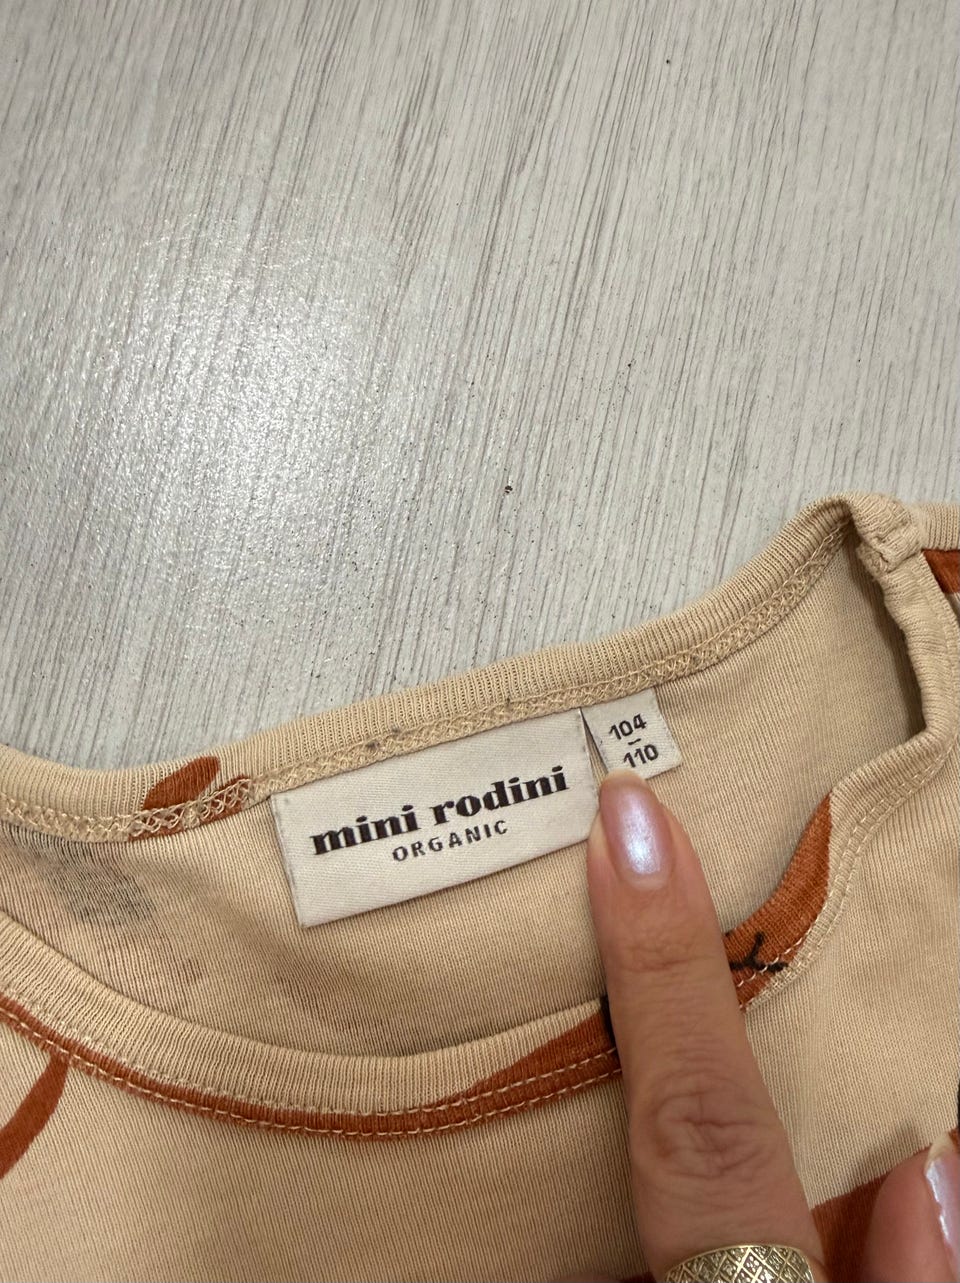 mini rodini
ORGANIC
104
–
110